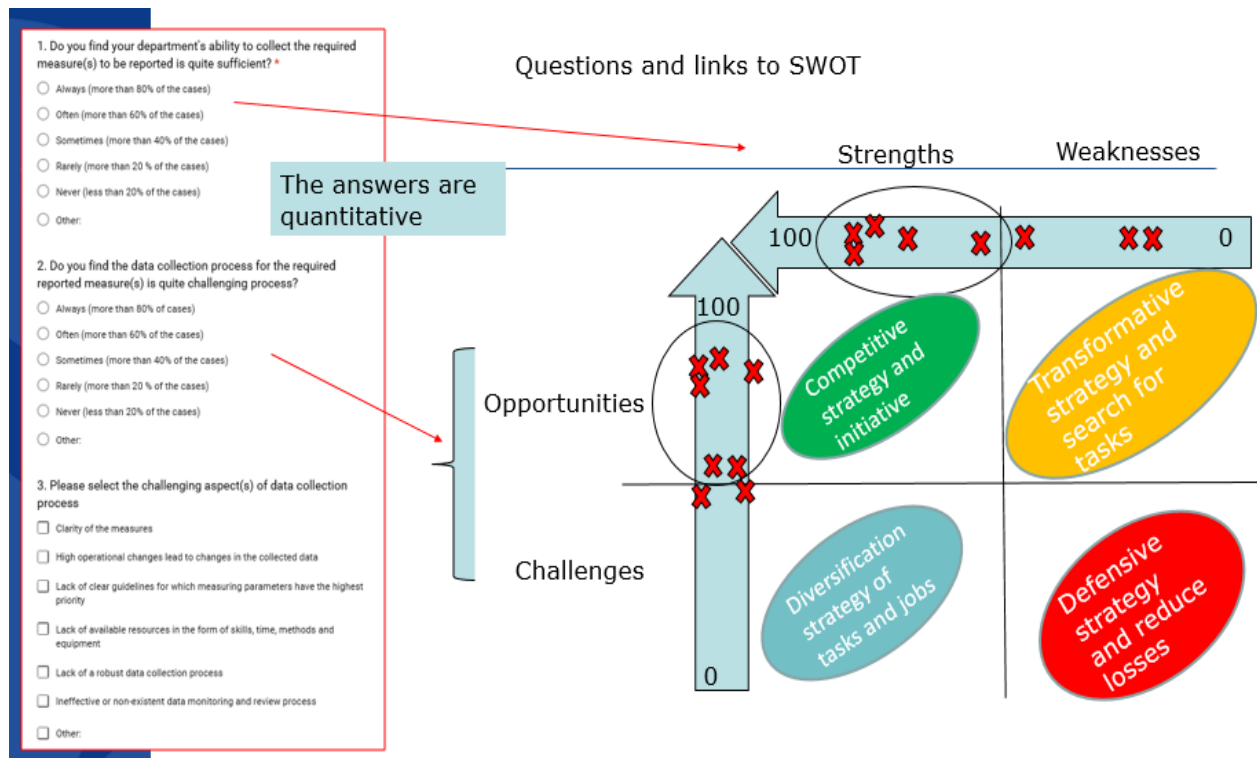 1. Do you find your department's ability to collect the required
measure(s) to be reported is quite sufficient? *
Always (more than 80% of the cases)
Often (more than 60% of the cases)
Sometimes (more than 40% of the cases)
Rarely (more than 20 % of the cases)
Never (less than 20% of the cases)
Other:
2. Do you find the data collection process for the required
reported measure(s) is quite challenging process?
Always (more than 80% of cases)
Often (more than 60% of the cases)
Sometimes (more than 40% of the cases)
Rarely (more than 20 % of the cases)
Never (less than 20% of the cases)
Other:
3. Please select the challenging aspect(s) of data collection
process
Clarity of the measures
High operational changes lead to changes in the collected data
Lack of clear guidelines for which measuring parameters have the highest
priority
Lack of available resources in the form of skills, time, methods and
equipment
Lack of a robust data collection process
Ineffective or non-existent data monitoring and review process
Other:
The answers are
quantitative
Questions and links to SWOT
Strengths
Weaknesses
100
0
100
Opportunities
Challenges
0
Competitive
strategy and
initiative
Transformative
strategy and
search for
tasks
Diversification
strategy of
tasks and jobs
Defensive
strategy
and reduce
losses